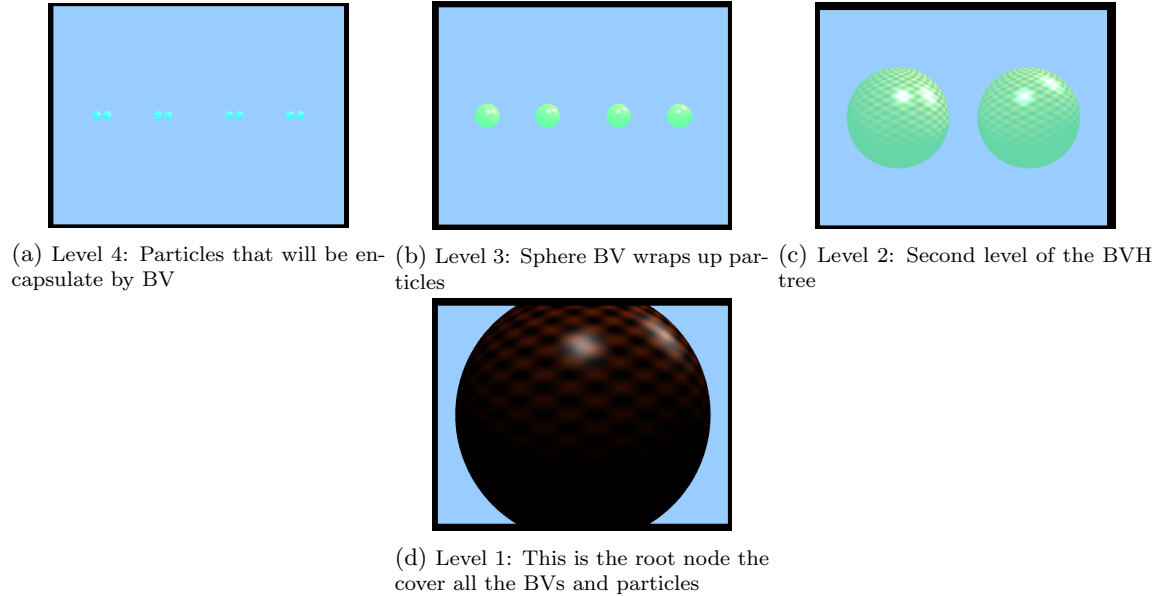 (a) Level 4: Particles that will be en-
capsulate by BV
(b) Level 3: Sphere BV wraps up par-
ticles
(c) Level 2: Second level of the BVH
tree
(d) Level 1: This is the root node the
cover all the BVs and particles